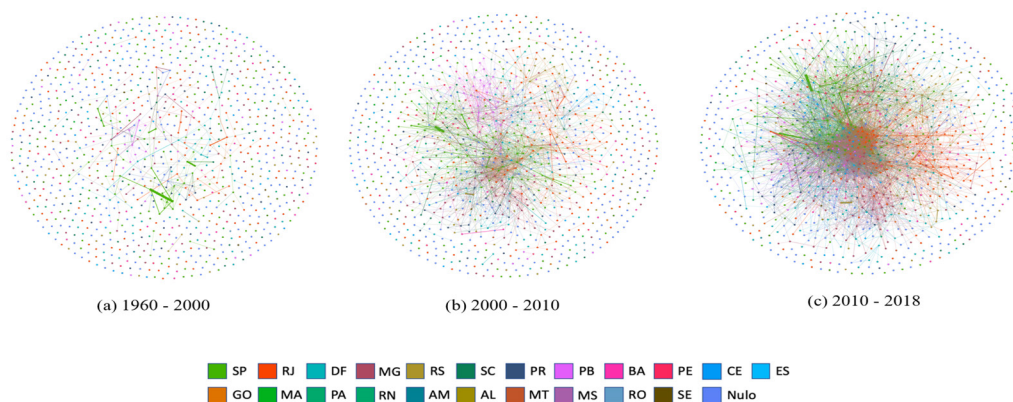 (a) 1960 - 2000 (b) 2000 - 2010 (c) 2010 - 2018
SP RJ DF MG RS SC PR PB BA PE CE ES
GO MA PA RN AM AL MT MS RO SE Nulo